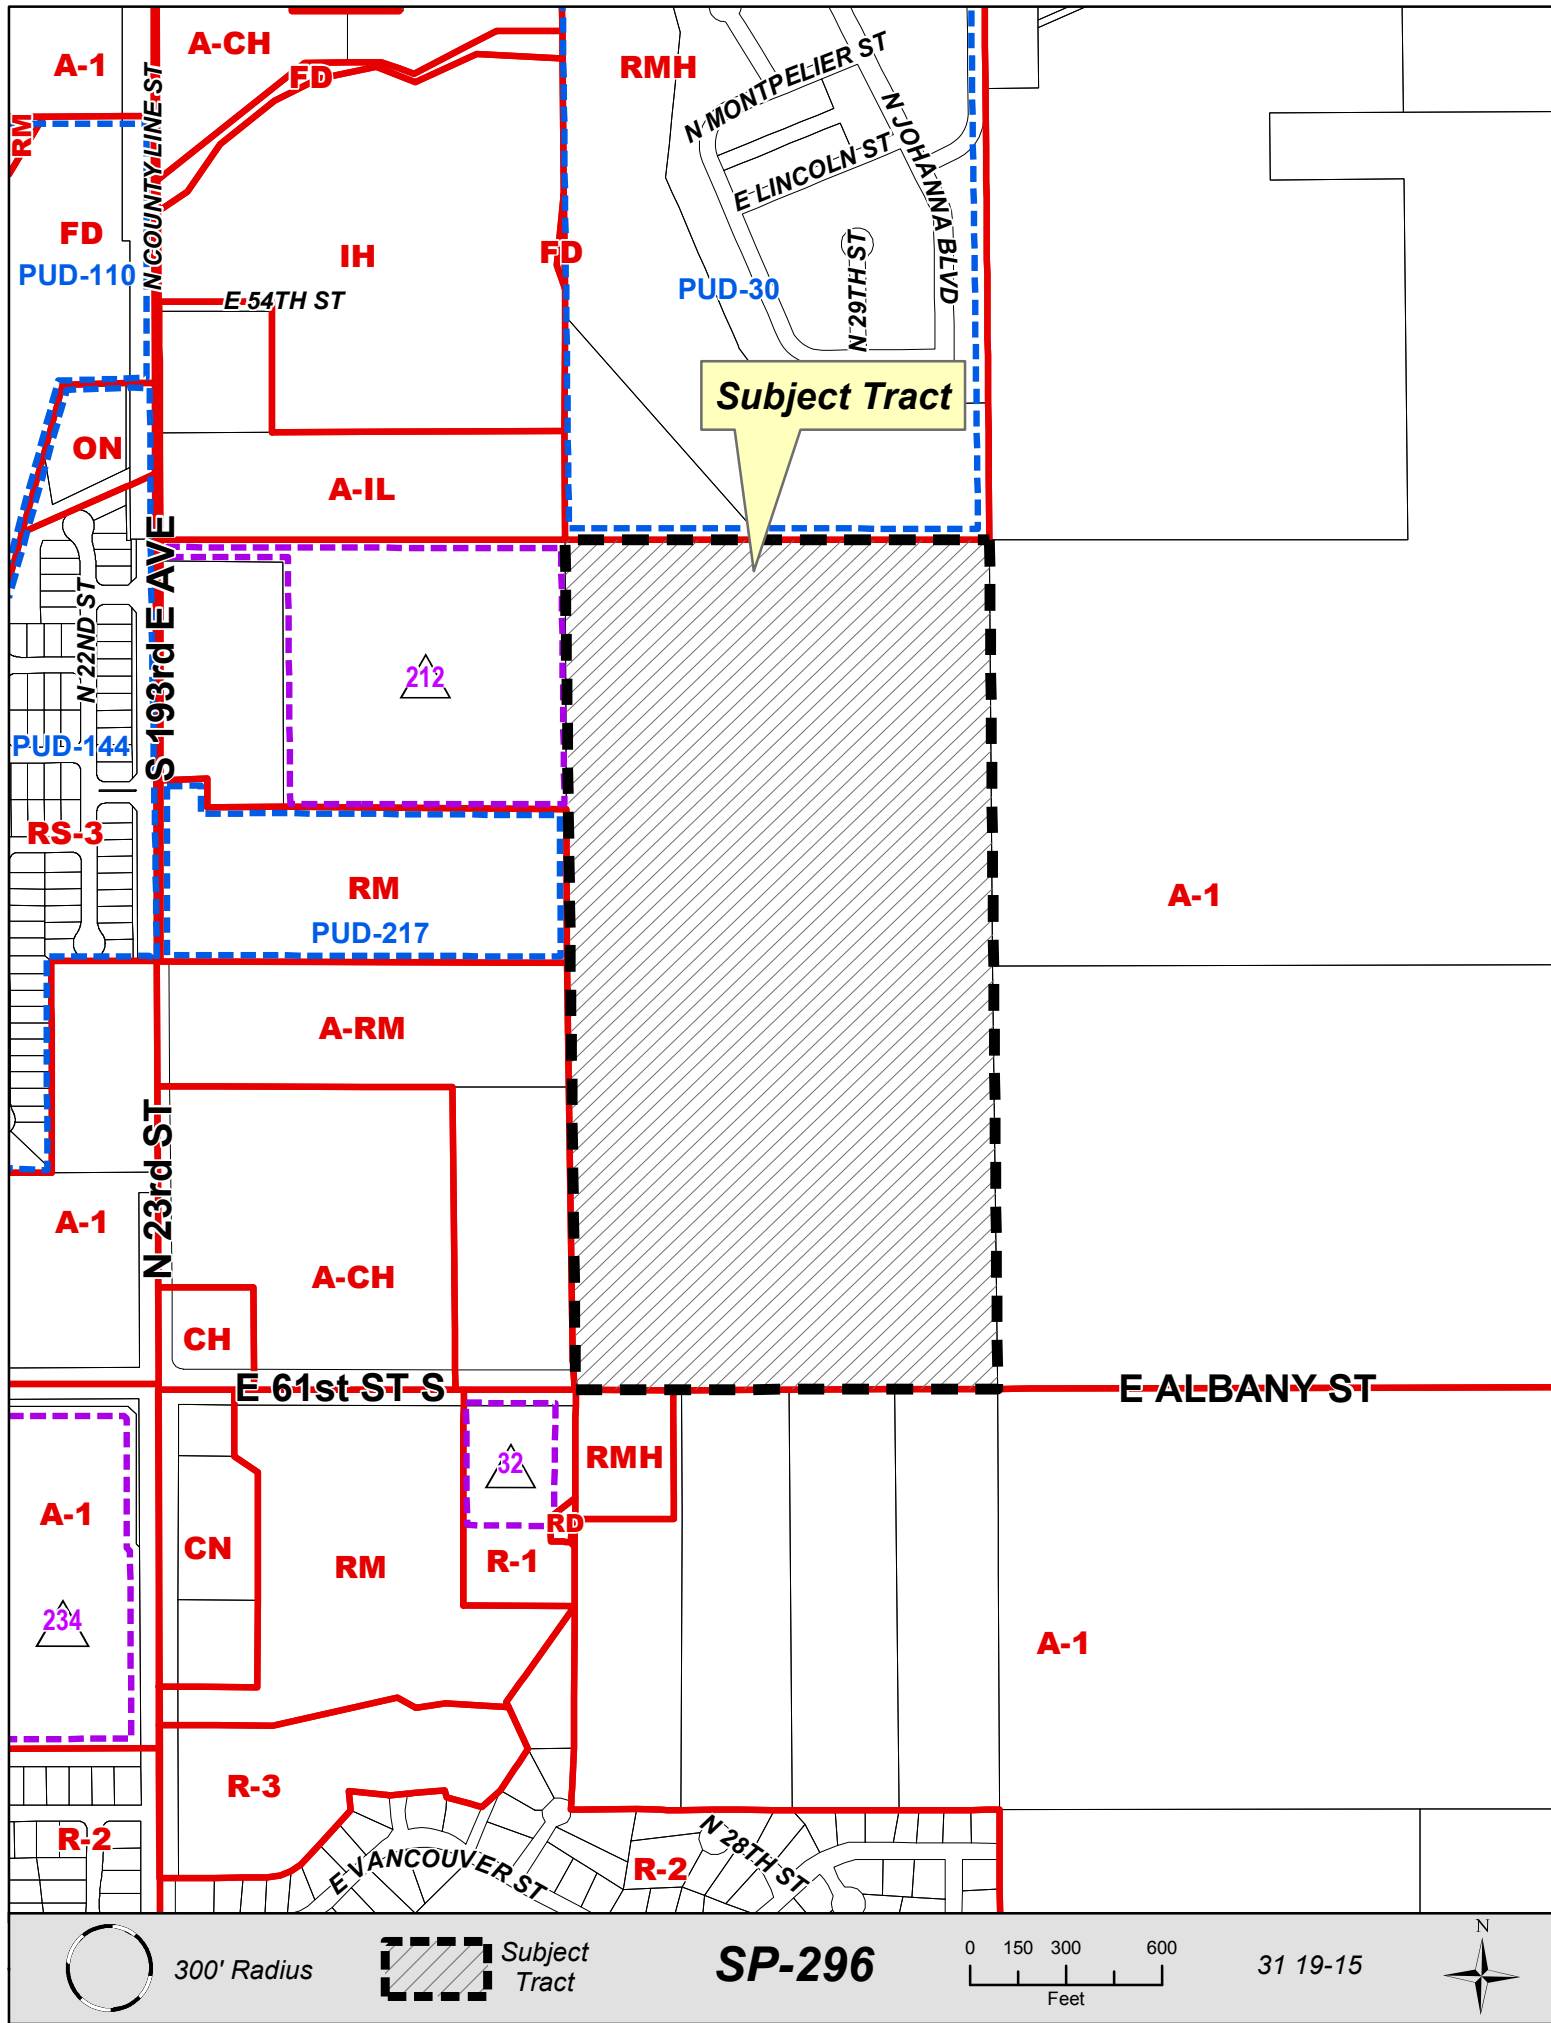 A-1
A-CH
FD
RMH
N MONTPELIER ST
N JOHANNA BLVD
E LINCOLN ST
N COUNTY LINE ST
RM
FD
PUD-110
IH
FD
E 54TH ST
PUD-30
N 29TH ST
Subject Tract
ON
A-IL
S 193rd E AVE
N 22ND ST
212
PUD-144
RS-3
RM
PUD-217
A-1
A-RM
N 23rd ST
A-1
A-CH
CH
E 61st ST S
E ALBANY ST
32
RMH
A-1
RD
CN
RM
R-1
234
A-1
R-3
R-2
E VANCOUVER ST
R-2
N 28TH ST
300' Radius
Subject
Tract
SP-296
0 150 300 600
Feet
31 19-15
N